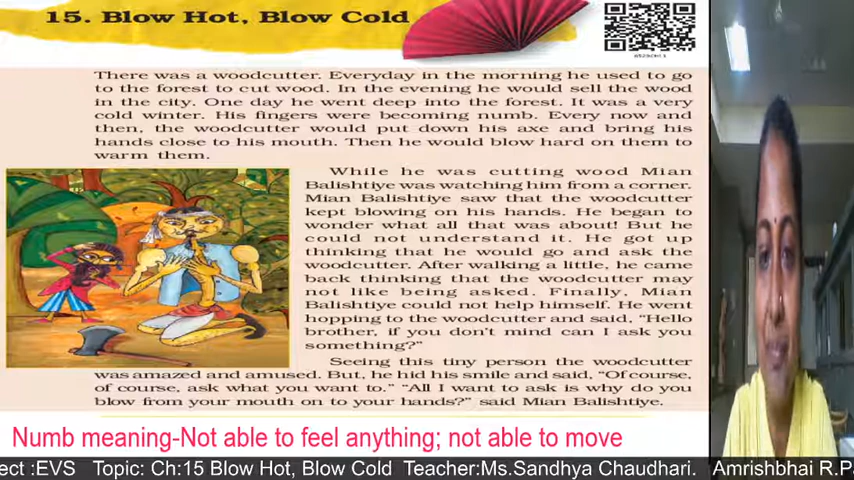 15. Blow Hot, Blow Cold
There was a woodcutter. Everyday in the morning he used to go
to the forest to cut wood. In the evening he would sell the wood
in the city. One day he went deep into the forest. It was a very
cold winter. His fingers were becoming numb. Every now and
then, the woodcutter would put down his axe and bring his
hands close to his mouth. Then he would blow hard on them to
warm them.
While he was cutting wood Mian
Balishtiye was watching him from a corner.
Mian Balishtiye saw that the woodcutter
kept blowing on his hands. He began to
wonder what all that was about! But he
could not understand it. He got up
thinking that he would go and ask the
woodcutter. After walking a little, he came
back thinking that the woodcutter may
not like being asked. Finally, Mian
Balishtiye could not help himself. He went
hopping to the woodcutter and said, "Hello
brother, if you don't mind can I ask you
something?"
Seeing this tiny person the woodcutter
was amazed and amused. But, he hid his smile and said, "Of course,
of course, ask what you want to." "All I want to ask is why do you
blow from your mouth on to your hands?" said Mian Balishtiye.
Numb meaning-Not able to feel anything; not able to move
ect :EVS Topic: Ch:15 Blow Hot, Blow Cold Teacher:Ms.Sandhya Chaudhari. Amrishbhai R.Pa